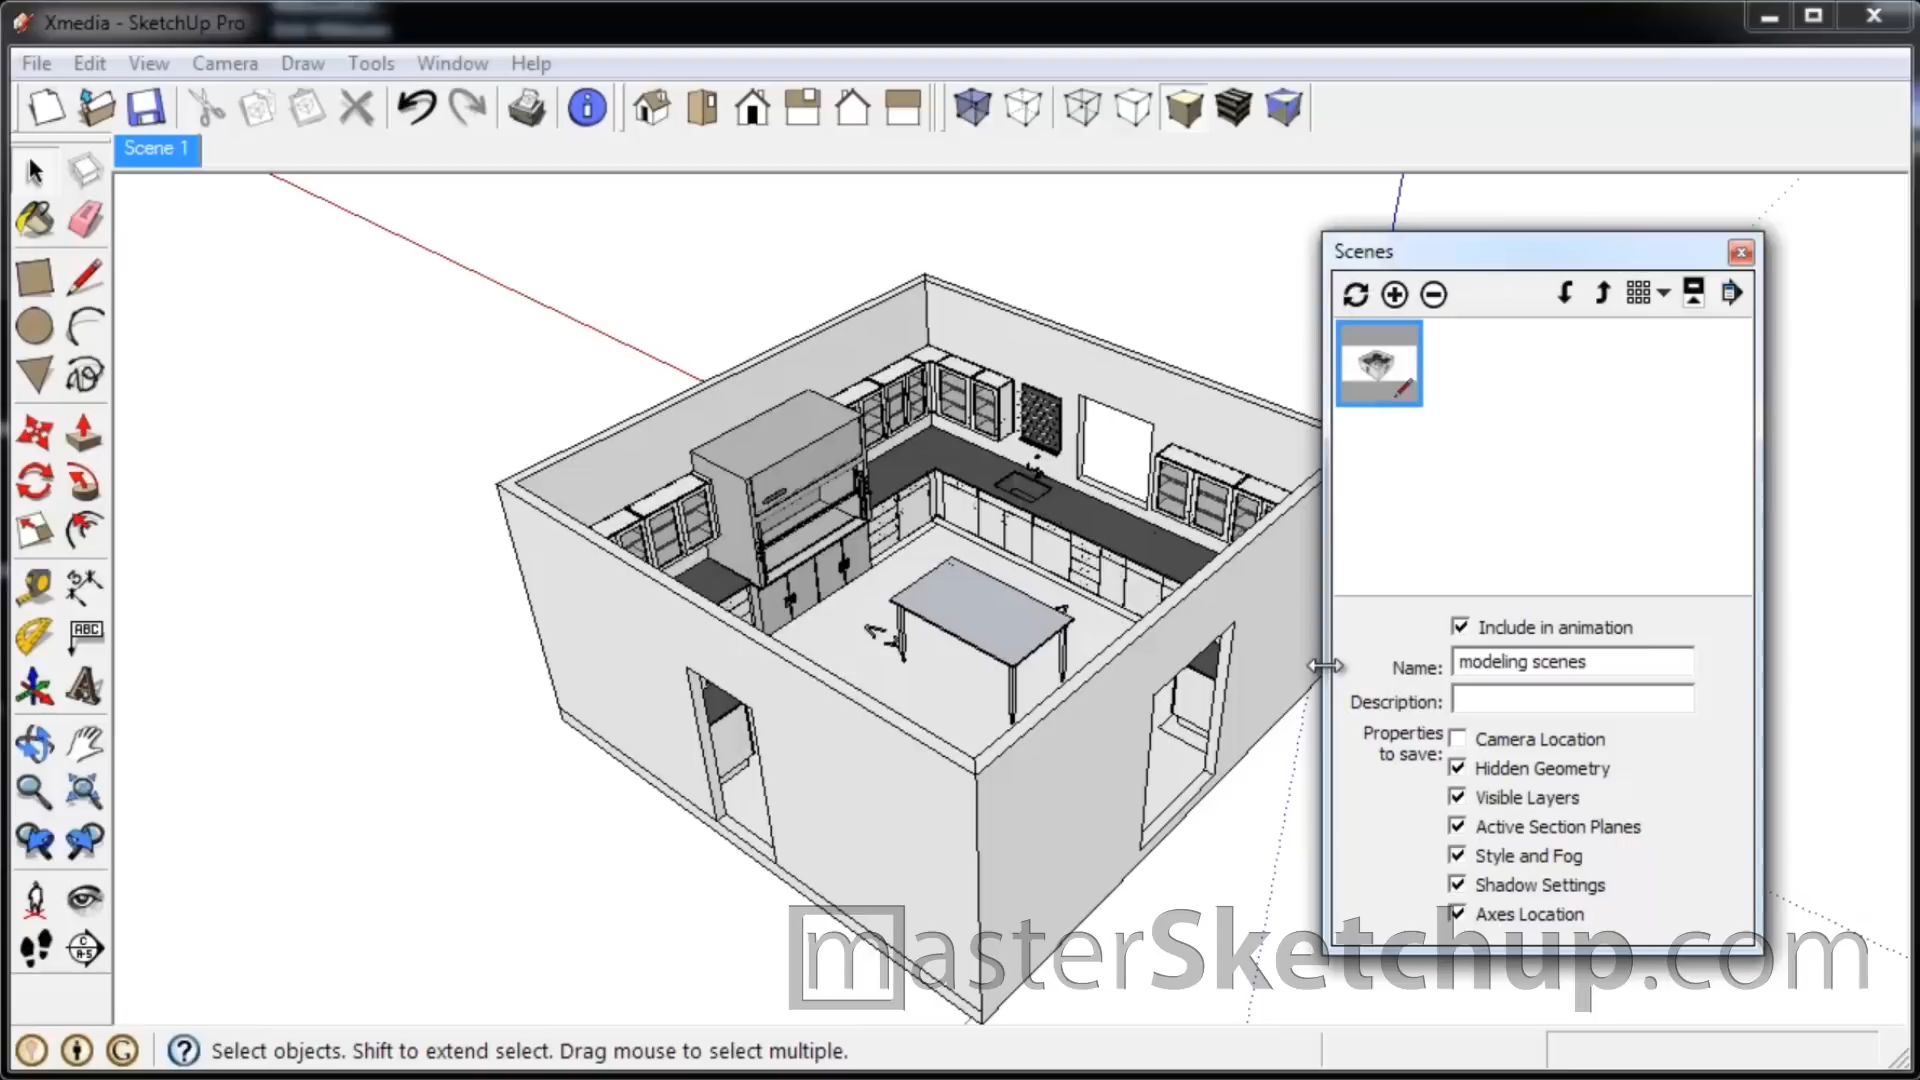 Xmedia - SketchUp Pro
File Edit View Camera Draw Tools Window Help
Scene 1
Scenes
Include in animation
Name: modeling scenes
Description:
Properties to save:
Camera Location
Hidden Geometry
Visible Layers
Active Section Planes
Style and Fog
Shadow Settings
Axes Location
ABC
masterSketchup.com
Select objects. Shift to extend select. Drag mouse to select multiple.